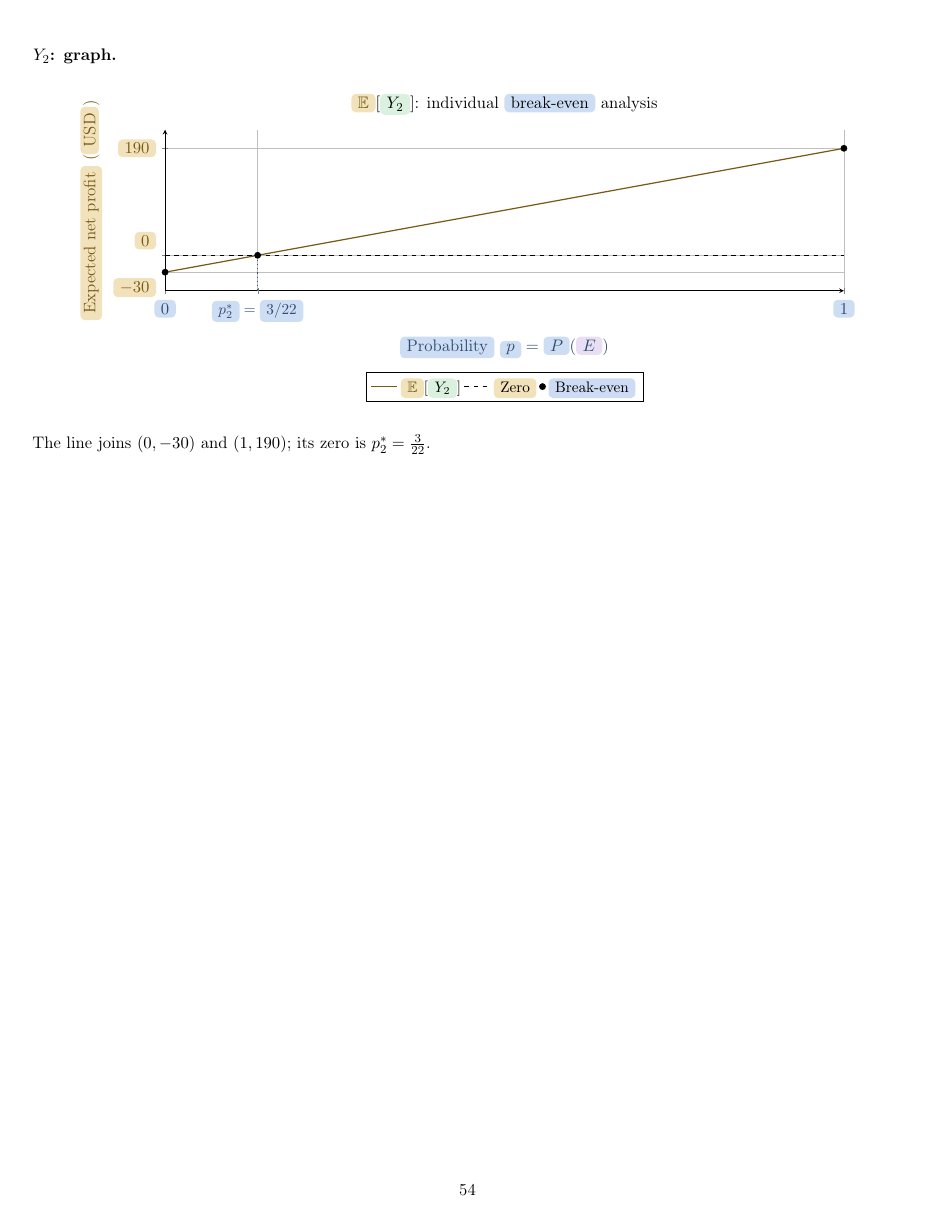 Y₂: graph.
𝔼[Y₂]: individual break-even analysis
Expected net profit (USD)
190
0
−30
0
p₂* = 3/22
1
Probability p = P(E)
𝔼[Y₂] Zero Break-even
The line joins (0, −30) and (1, 190); its zero is p₂* = 3/22.
54